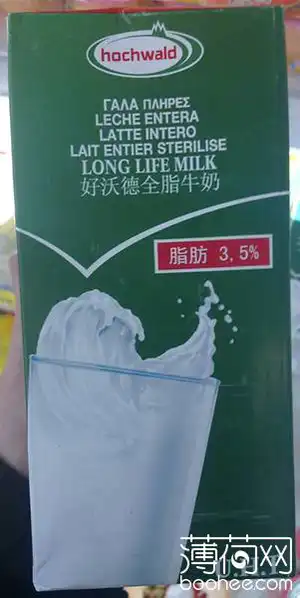 hochwald
ΓΑΛΑ ΠΛΗΡΕΣ
LECHE ENTERA
LATTE INTERO
LAIT ENTIER STERILISE
LONG LIFE MILK
好沃德全脂牛奶
脂肪 3,5%
薄荷网
boohee.com